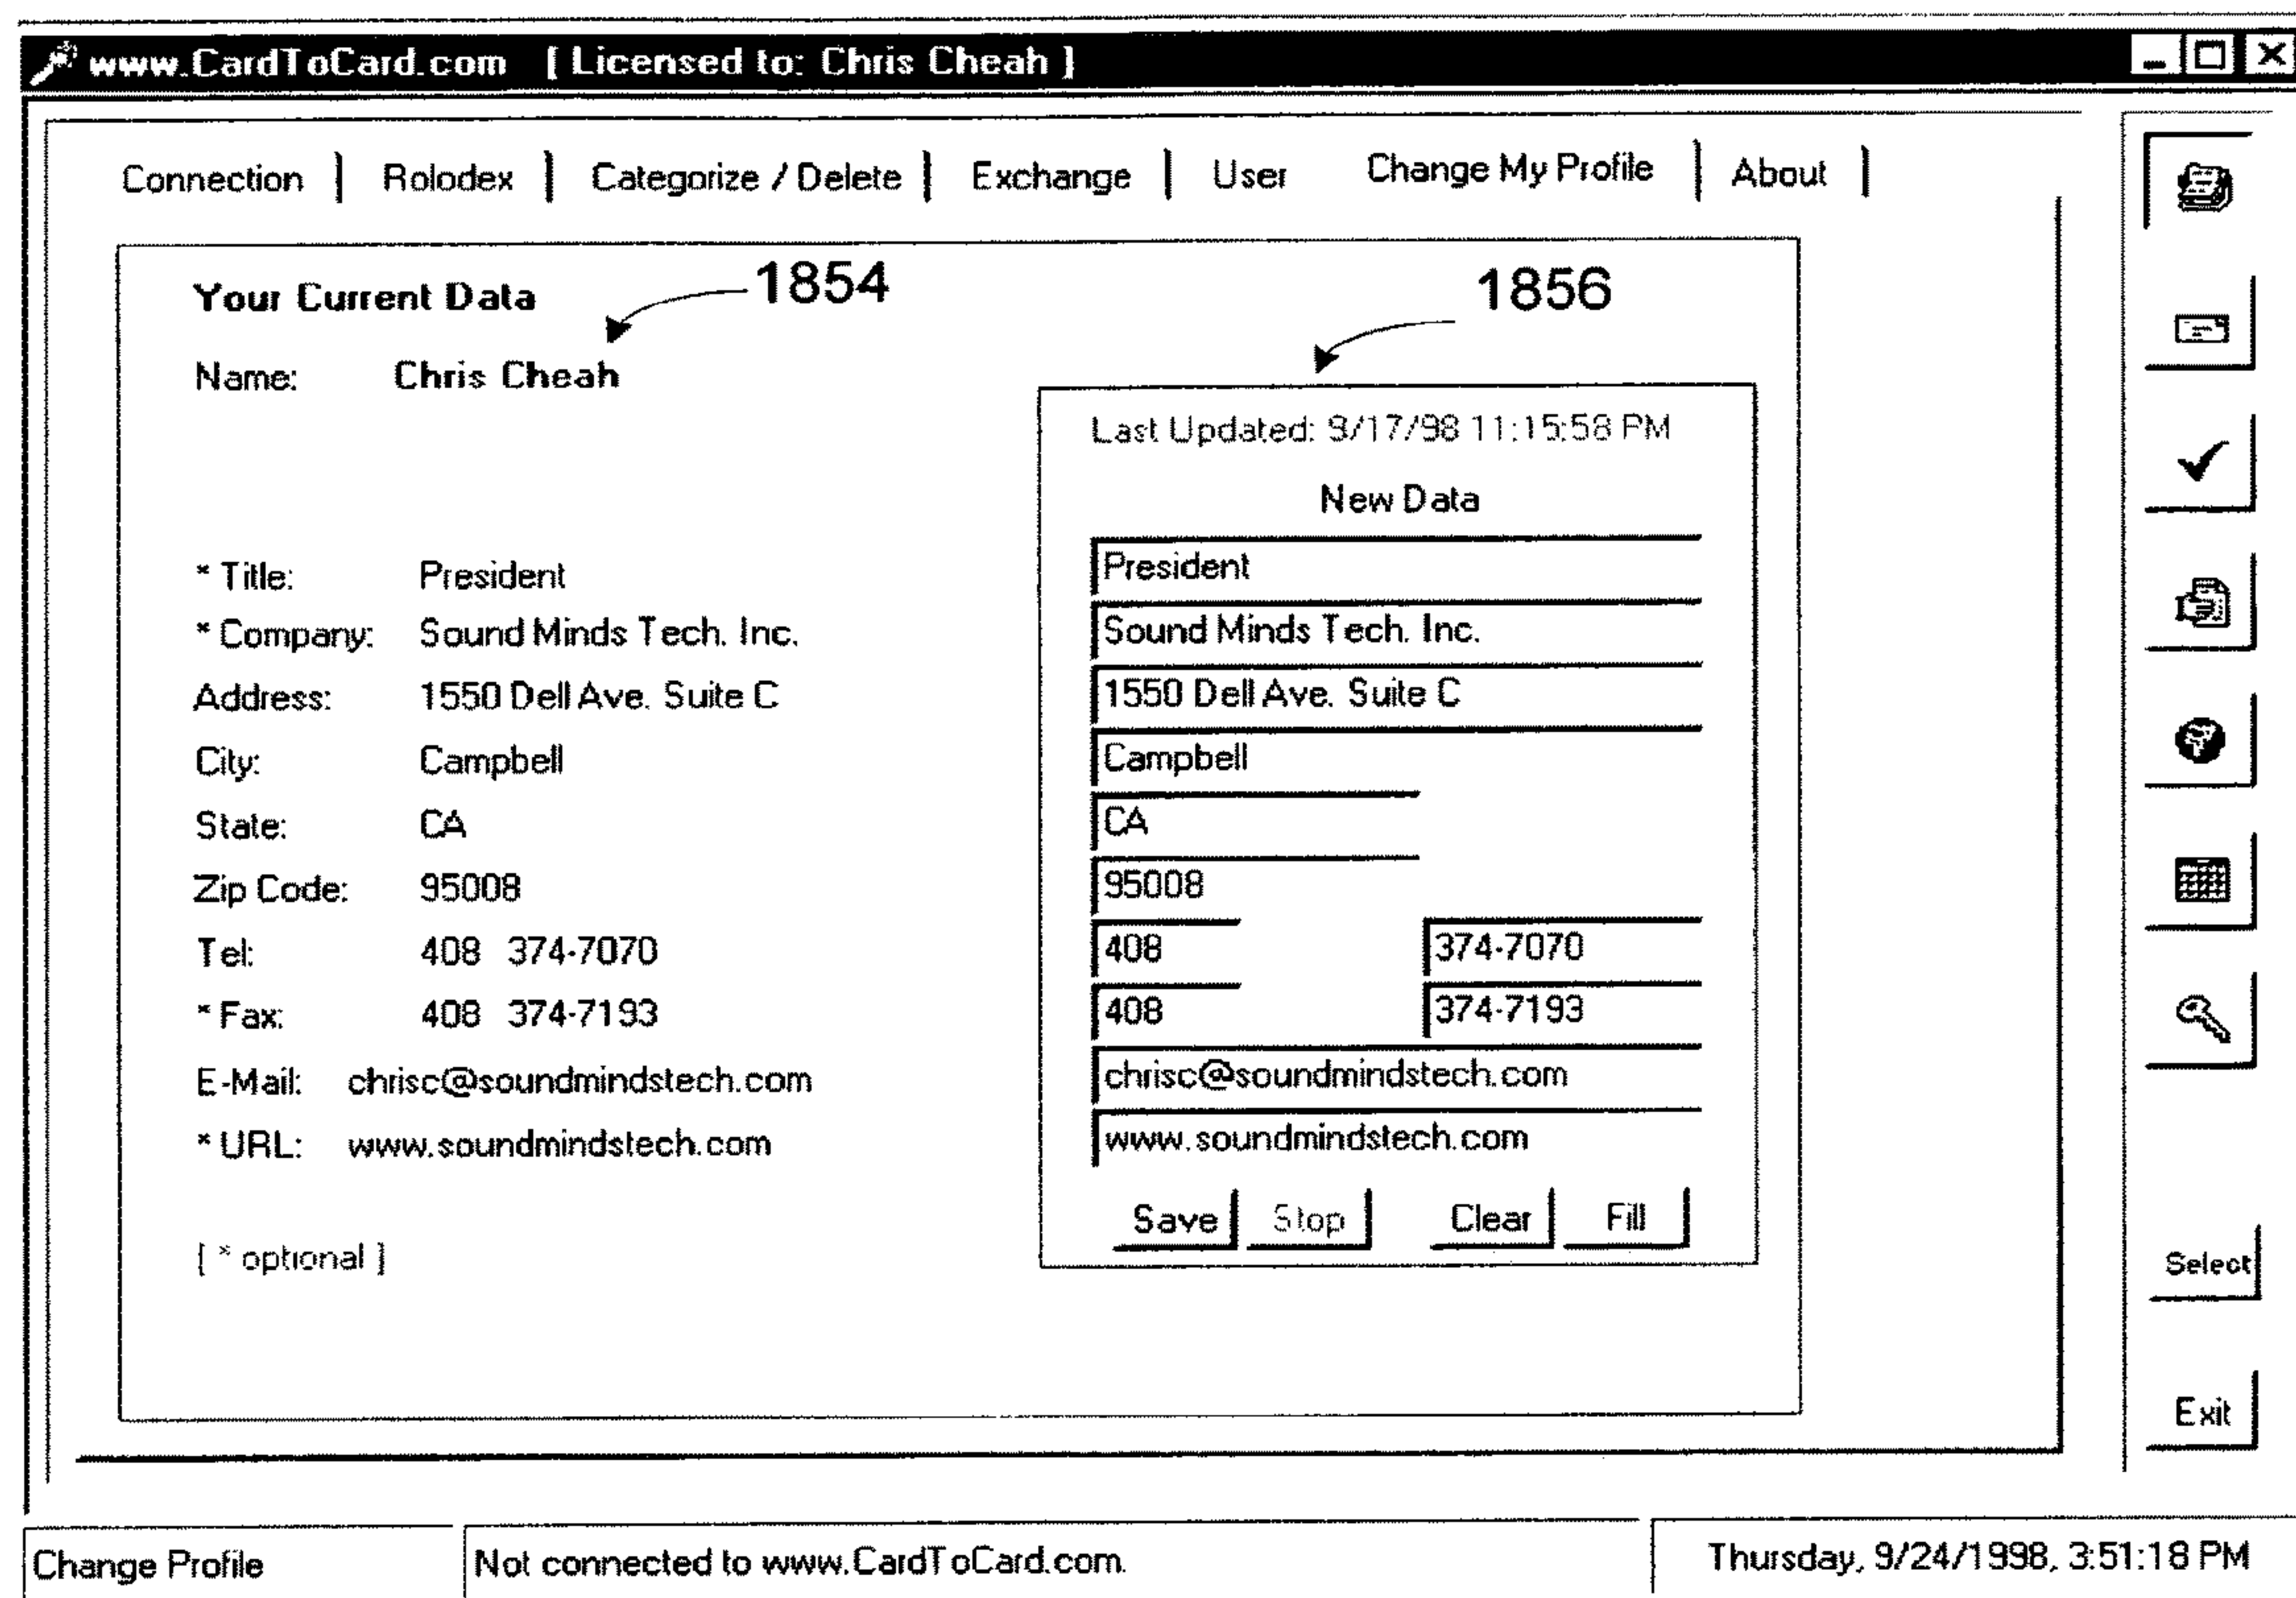 www.CardToCard.com [ Licensed to: Chris Cheah ]
Connection | Rolodex | Categorize / Delete | Exchange | User Change My Profile | About |
Your Current Data 1854 1856
Name: Chris Cheah
Last Updated: 9/17/98 11:15:58 PM
New Data
* Title: President President
* Company: Sound Minds Tech. Inc. Sound Minds Tech. Inc.
Address: 1550 Dell Ave. Suite C 1550 Dell Ave. Suite C
City: Campbell Campbell
State: CA CA
Zip Code: 95008 95008
Tel: 408 374-7070 408 374-7070
* Fax: 408 374-7193 408 374-7193
E-Mail: chrisc@soundmindstech.com chrisc@soundmindstech.com
* URL: www.soundmindstech.com www.soundmindstech.com
Save Stop Clear Fill
[ * optional ]
Select
Exit
Change Profile Not connected to www.CardToCard.com. Thursday, 9/24/1998, 3:51:18 PM